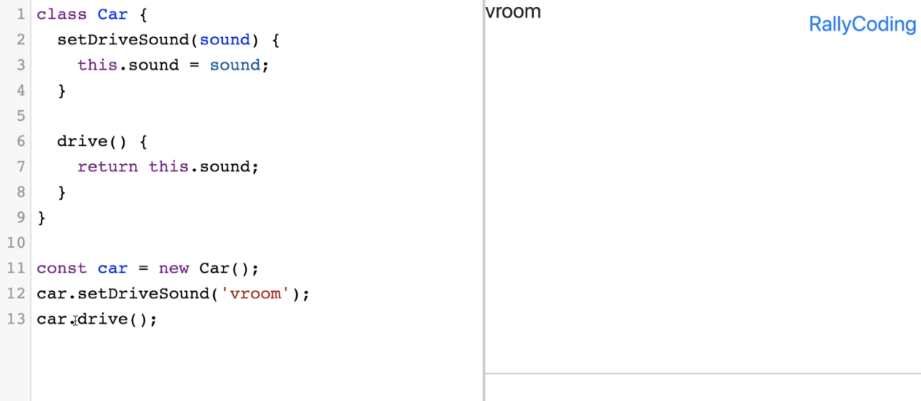 1 class Car {
2   setDriveSound(sound) {
3     this.sound = sound;
4   }
5
6   drive() {
7     return this.sound;
8   }
9 }
10
11 const car = new Car();
12 car.setDriveSound('vroom');
13 car.drive();
vroom
RallyCoding